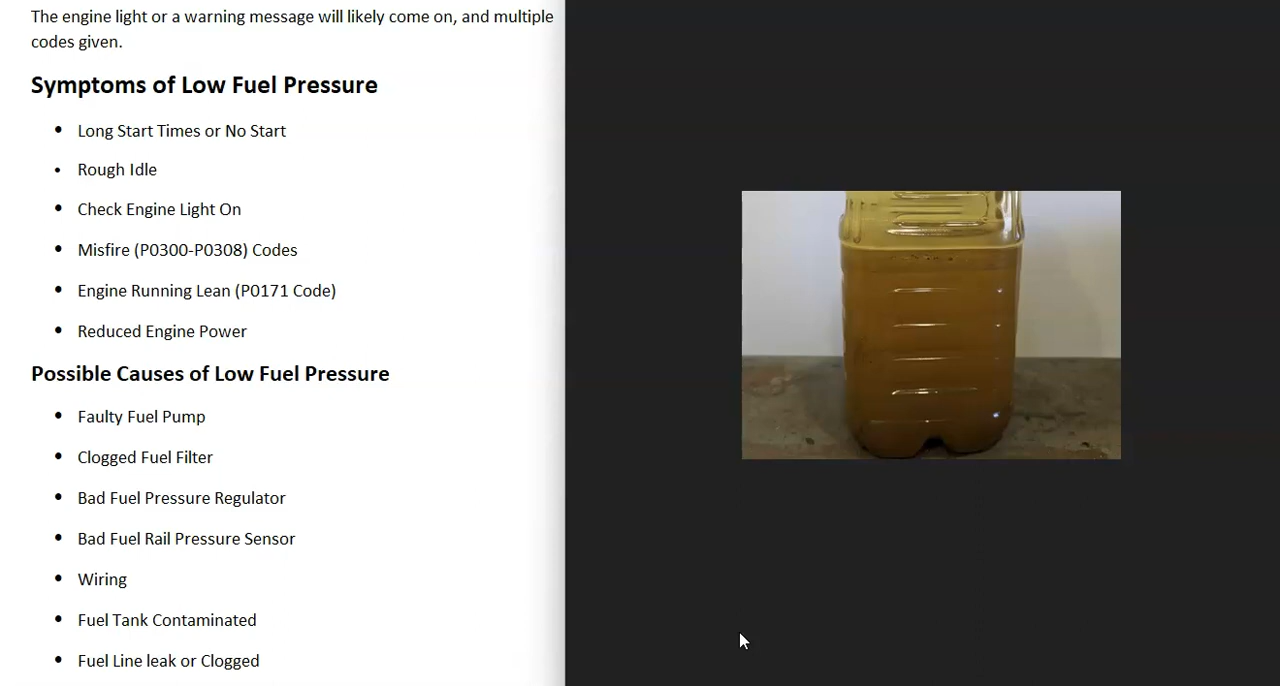 The engine light or a warning message will likely come on, and multiple
codes given.
Symptoms of Low Fuel Pressure
Long Start Times or No Start
Rough Idle
Check Engine Light On
Misfire (P0300-P0308) Codes
Engine Running Lean (P0171 Code)
Reduced Engine Power
Possible Causes of Low Fuel Pressure
Faulty Fuel Pump
Clogged Fuel Filter
Bad Fuel Pressure Regulator
Bad Fuel Rail Pressure Sensor
Wiring
Fuel Tank Contaminated
Fuel Line leak or Clogged